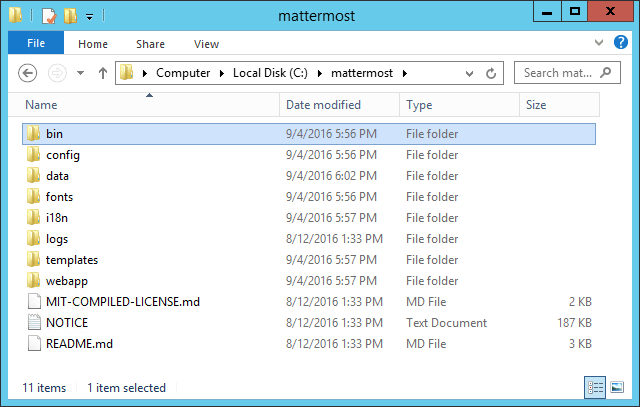 mattermost
File Home Share View
Computer Local Disk (C:) mattermost Search mat...
Name Date modified Type Size
bin 9/4/2016 5:56 PM File folder
config 9/4/2016 5:56 PM File folder
data 9/4/2016 6:02 PM File folder
fonts 9/4/2016 5:56 PM File folder
i18n 9/4/2016 5:57 PM File folder
logs 8/12/2016 1:33 PM File folder
templates 9/4/2016 5:57 PM File folder
webapp 9/4/2016 5:57 PM File folder
MIT-COMPILED-LICENSE.md 8/12/2016 1:33 PM MD File 2 KB
NOTICE 8/12/2016 1:33 PM Text Document 187 KB
README.md 8/12/2016 1:33 PM MD File 3 KB
11 items 1 item selected